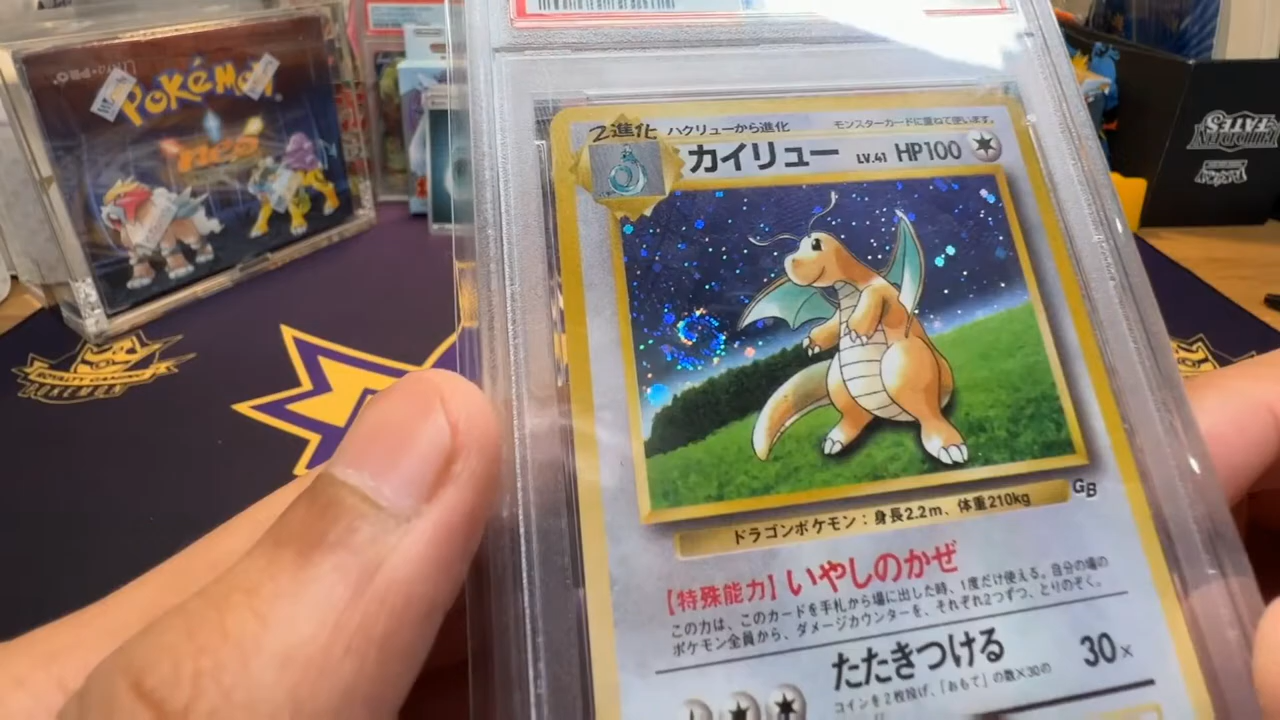 ULTRA•PRO
POKéMON
LOYALTY GAMING
POKÉMON
HIDDEN
FATES
POKÉMON
2進化
ハクリューから進化
モンスターカードに重ねて使います。
カイリュー LV.41 HP100
GB
ドラゴンポケモン：身長2.2m、体重210kg
【特殊能力】いやしのかぜ
この力は、このカードを手札から場に出した時、1度だけ使える。自分の場の
ポケモン全員から、ダメージカウンターを、それぞれ2つずつ、とりのぞく。
たたきつける 30×
コインを2枚投げ、「おもて」の数×30の